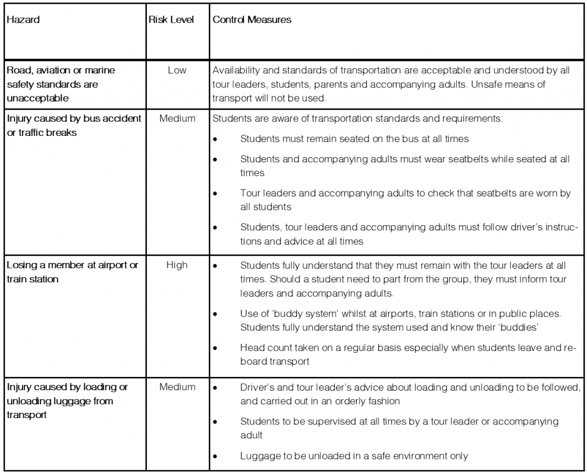 Hazard Risk Level Control Measures
Road, aviation or marine
safety standards are
unacceptable
Low
Availability and standards of transportation are acceptable and understood by all
tour leaders, students, parents and accompanying adults. Unsafe means of
transport will not be used.
Injury caused by bus accident
or traffic breaks
Medium
Students are aware of transportation standards and requirements:
• Students must remain seated on the bus at all times
• Students and accompanying adults must wear seatbelts while seated at all
times
• Tour leaders and accompanying adults to check that seatbelts are worn by
all students
• Students, tour leaders and accompanying adults must follow driver's instruc-
tions and advice at all times
Losing a member at airport or
train station
High
• Students fully understand that they must remain with the tour leaders at all
times. Should a student need to part from the group, they must inform tour
leaders and accompanying adults.
• Use of 'buddy system' whilst at airports, train stations or in public places.
Students fully understand the system used and know their 'buddies'
• Head count taken on a regular basis especially when students leave and re-
board transport
Injury caused by loading or
unloading luggage from
transport
Medium
• Driver's and tour leader's advice about loading and unloading to be followed,
and carried out in an orderly fashion
• Students to be supervised at all times by a tour leader or accompanying
adult
• Luggage to be unloaded in a safe environment only